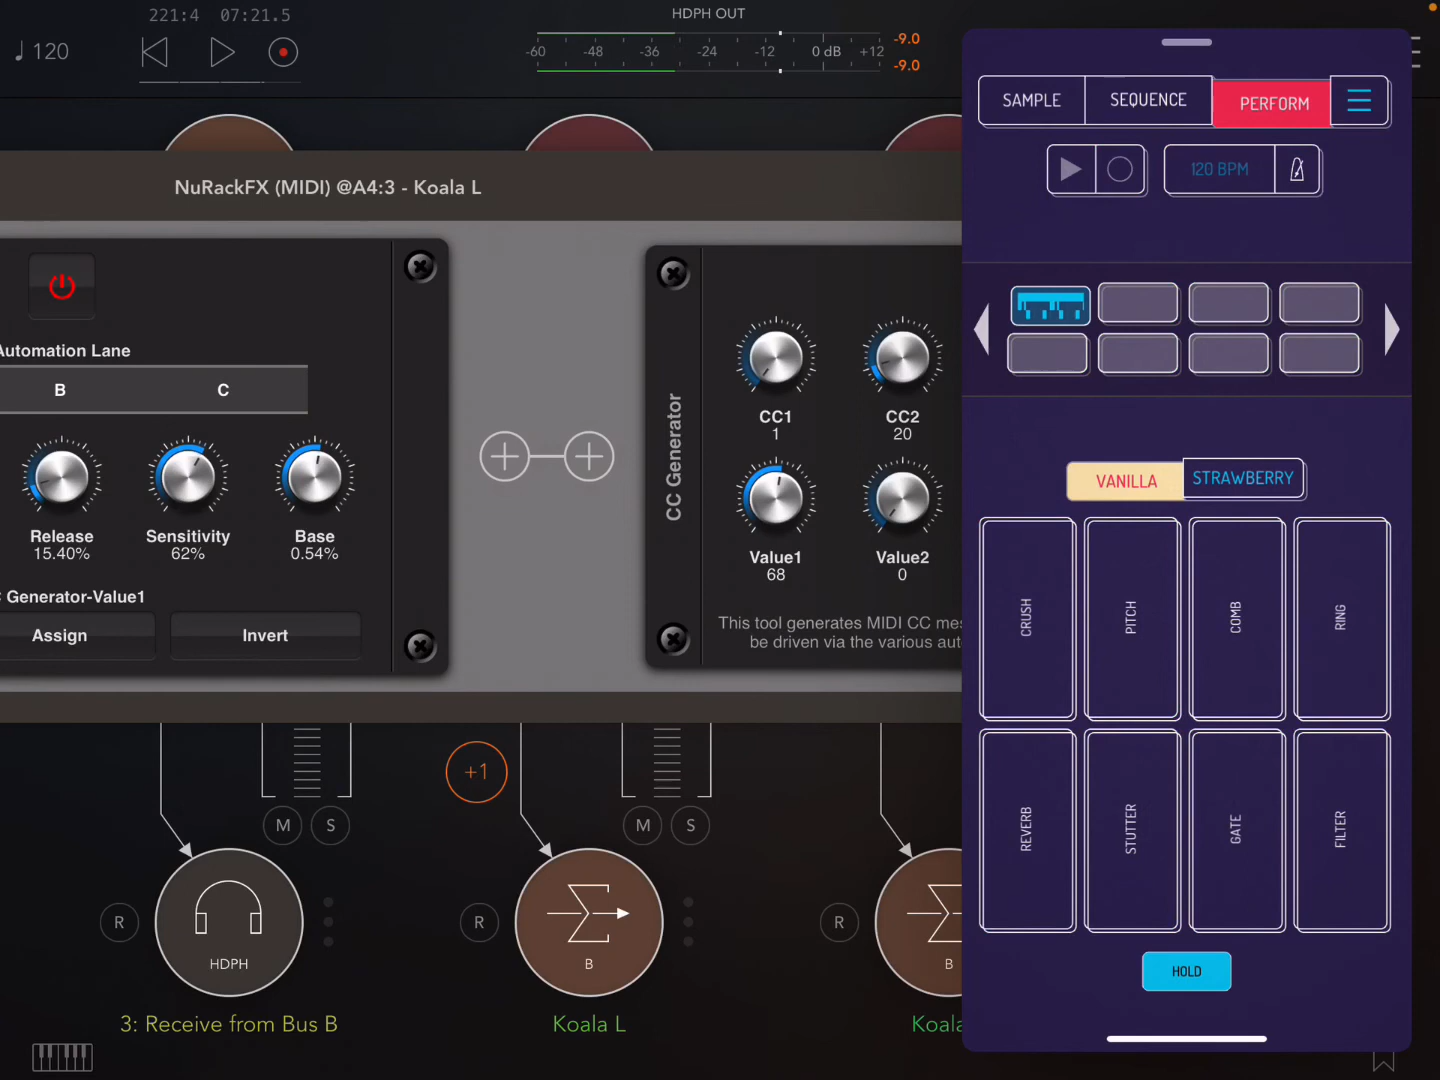 221:4 07:21.5
HDPH OUT
120
-60 -48 -36 -24 -12 0 dB +12
-9.0
-9.0
SAMPLE SEQUENCE PERFORM
120 BPM
NuRackFX (MIDI) @A4:3 - Koala L
Automation Lane
B C
Release
15.40%
Sensitivity
62%
Base
0.54%
Generator-Value1
Assign Invert
CC Generator
CC1
1
CC2
20
Value1
68
Value2
0
This tool generates MIDI CC
be driven via the various
VANILLA STRAWBERRY
CRUSH PITCH COMB RING
REVERB STUTTER GATE FILTER
HOLD
+1
M S
M S
R
HDPH
R
B
R
B
3: Receive from Bus B
Koala L
Koala